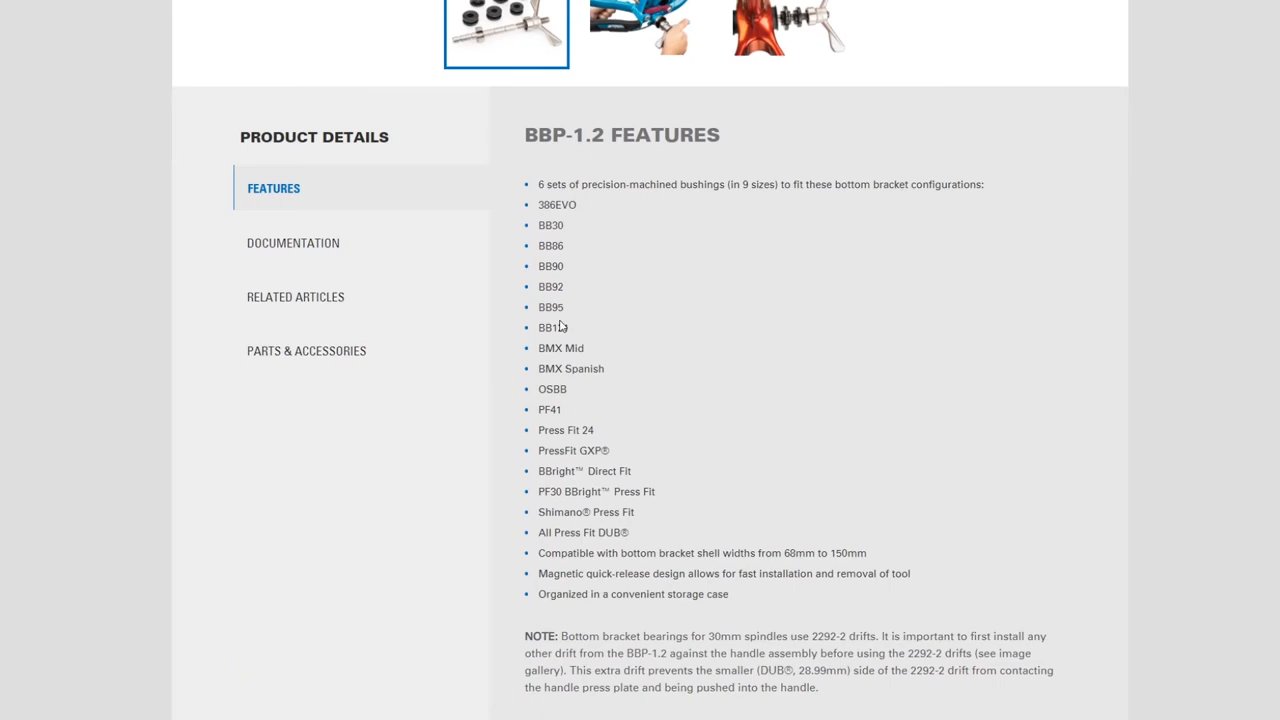 PRODUCT DETAILS
FEATURES
DOCUMENTATION
RELATED ARTICLES
PARTS & ACCESSORIES
BBP-1.2 FEATURES
• 6 sets of precision-machined bushings (in 9 sizes) to fit these bottom bracket configurations:
• 386EVO
• BB30
• BB86
• BB90
• BB92
• BB95
• BMX Mid
• BMX Spanish
• OSBB
• PF41
• Press Fit 24
• PressFit GXP®
• BBright™ Direct Fit
• PF30 BBright™ Press Fit
• Shimano® Press Fit
• All Press Fit DUB®
• Compatible with bottom bracket shell widths from 68mm to 150mm
• Magnetic quick-release design allows for fast installation and removal of tool
• Organized in a convenient storage case
NOTE: Bottom bracket bearings for 30mm spindles use 2292-2 drifts. It is important to first install any
other drift from the BBP-1.2 against the handle assembly before using the 2292-2 drifts (see image
gallery). This extra drift prevents the smaller (DUB®, 28.99mm) side of the 2292-2 drift from contacting
the handle press plate and being pushed into the handle.